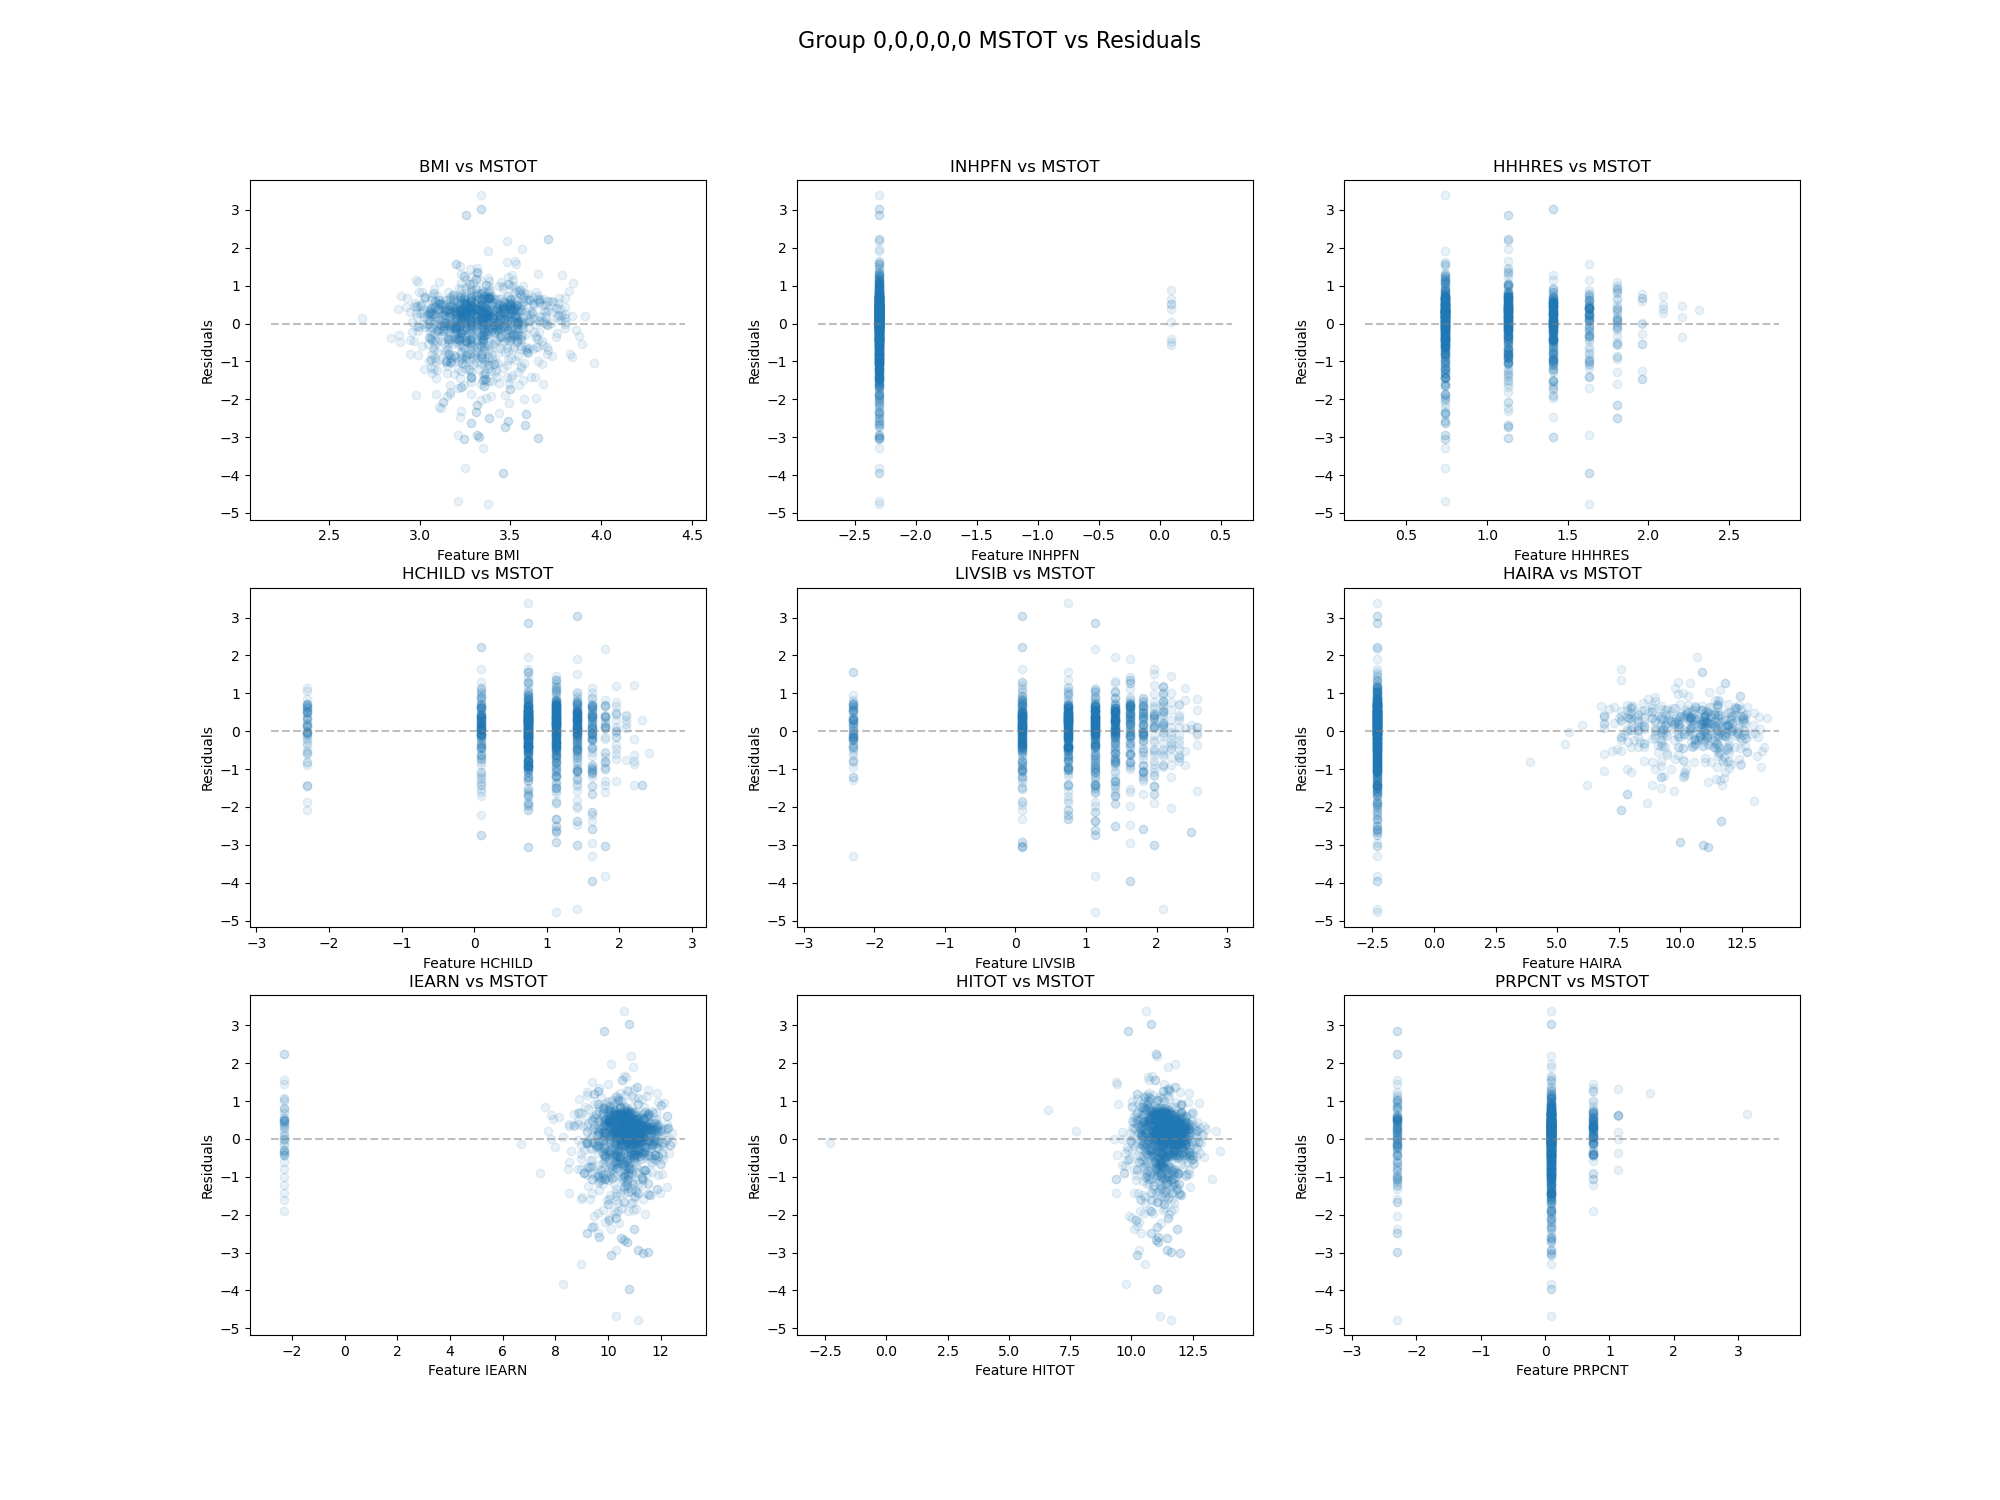 Group 0,0,0,0,0 MSTOT vs Residuals
BMI vs MSTOT
INHPFN vs MSTOT
HHHRES vs MSTOT
Residuals
3
2
1
0
−1
−2
−3
−4
−5
2.5 3.0 3.5 4.0 4.5
Feature BMI
Residuals
3
2
1
0
−1
−2
−3
−4
−5
−2.5 −2.0 −1.5 −1.0 −0.5 0.0 0.5
Feature INHPFN
Residuals
3
2
1
0
−1
−2
−3
−4
−5
0.5 1.0 1.5 2.0 2.5
Feature HHHRES
HCHILD vs MSTOT
LIVSIB vs MSTOT
HAIRA vs MSTOT
Residuals
3
2
1
0
−1
−2
−3
−4
−5
−3 −2 −1 0 1 2 3
Feature HCHILD
Residuals
3
2
1
0
−1
−2
−3
−4
−5
−3 −2 −1 0 1 2 3
Feature LIVSIB
Residuals
3
2
1
0
−1
−2
−3
−4
−5
−2.5 0.0 2.5 5.0 7.5 10.0 12.5
Feature HAIRA
IEARN vs MSTOT
HITOT vs MSTOT
PRPCNT vs MSTOT
Residuals
3
2
1
0
−1
−2
−3
−4
−5
−2 0 2 4 6 8 10 12
Feature IEARN
Residuals
3
2
1
0
−1
−2
−3
−4
−5
−2.5 0.0 2.5 5.0 7.5 10.0 12.5
Feature HITOT
Residuals
3
2
1
0
−1
−2
−3
−4
−5
−3 −2 −1 0 1 2 3
Feature PRPCNT